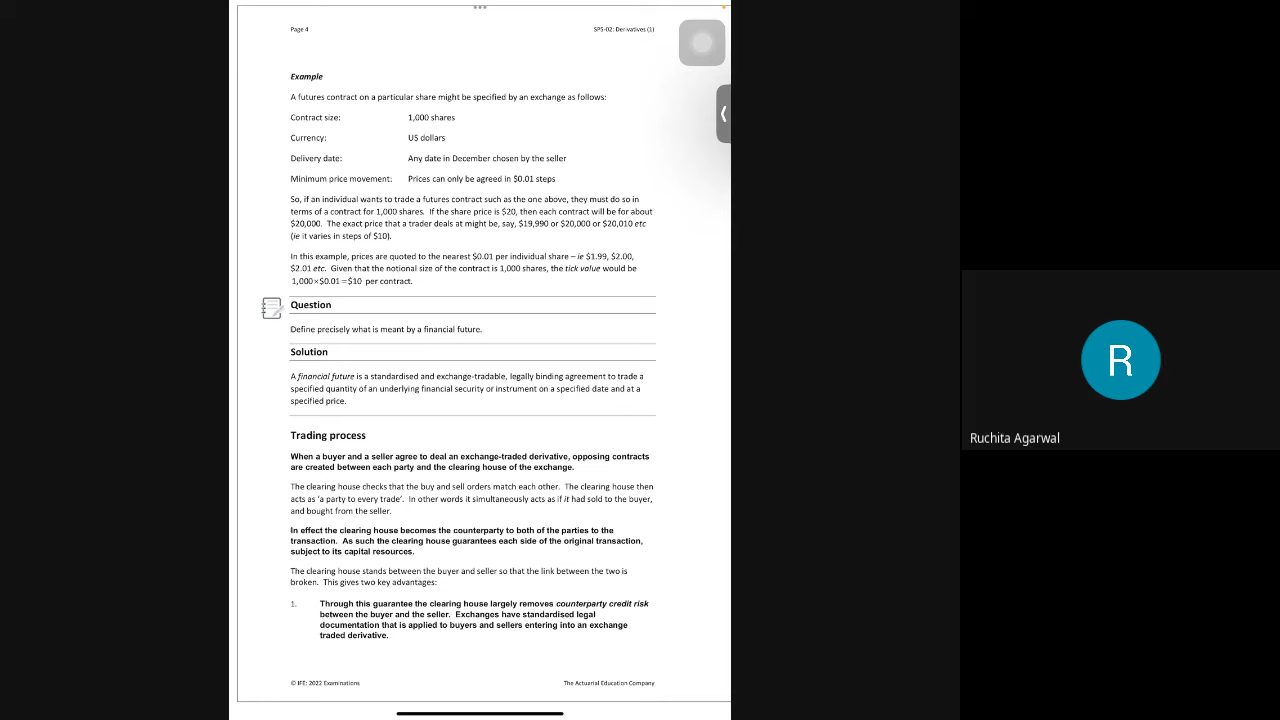 Page 4 SP5-02: Derivatives (1)
Example
A futures contract on a particular share might be specified by an exchange as follows:
Contract size: 1,000 shares
Currency: US dollars
Delivery date: Any date in December chosen by the seller
Minimum price movement: Prices can only be agreed in $0.01 steps
So, if an individual wants to trade a futures contract such as the one above, they must do so in
terms of a contract for 1,000 shares. If the share price is $20, then each contract will be for about
$20,000. The exact price that a trader deals at might be, say, $19,990 or $20,000 or $20,010 etc
(ie it varies in steps of $10).
In this example, prices are quoted to the nearest $0.01 per individual share – ie $1.99, $2.00,
$2.01 etc. Given that the notional size of the contract is 1,000 shares, the tick value would be
1,000×$0.01=$10 per contract.
Question
Define precisely what is meant by a financial future.
Solution
A financial future is a standardised and exchange-tradable, legally binding agreement to trade a
specified quantity of an underlying financial security or instrument on a specified date and at a
specified price.
Trading process
When a buyer and a seller agree to deal an exchange-traded derivative, opposing contracts
are created between each party and the clearing house of the exchange.
The clearing house checks that the buy and sell orders match each other. The clearing house then
acts as ‘a party to every trade’. In other words it simultaneously acts as if it had sold to the buyer,
and bought from the seller.
In effect the clearing house becomes the counterparty to both of the parties to the
transaction. As such the clearing house guarantees each side of the original transaction,
subject to its capital resources.
The clearing house stands between the buyer and seller so that the link between the two is
broken. This gives two key advantages:
1. Through this guarantee the clearing house largely removes counterparty credit risk
between the buyer and the seller. Exchanges have standardised legal
documentation that is applied to buyers and sellers entering into an exchange
traded derivative.
© IFE: 2022 Examinations The Actuarial Education Company
R
Ruchita Agarwal